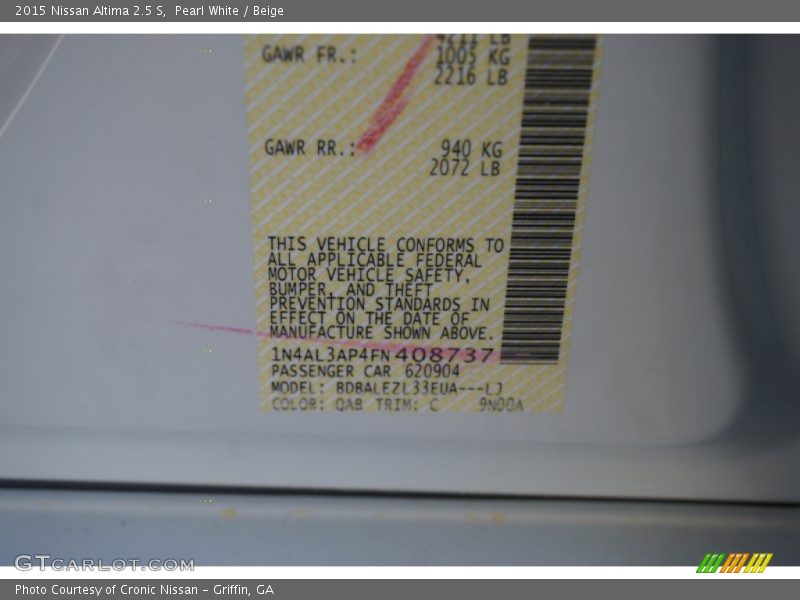 2015 Nissan Altima 2.5 S, Pearl White / Beige
4211 LB
GAWR FR.: 1005 KG
2216 LB
GAWR RR.: 940 KG
2072 LB
THIS VEHICLE CONFORMS TO
ALL APPLICABLE FEDERAL
MOTOR VEHICLE SAFETY,
BUMPER, AND THEFT
PREVENTION STANDARDS IN
EFFECT ON THE DATE OF
MANUFACTURE SHOWN ABOVE.
1N4AL3AP4FN408737
PASSENGER CAR 620904
MODEL: BDBALEZL33EUA---LJ
COLOR: QAB TRIM: C 9N00A
GTCARLOT.COM
Photo Courtesy of Cronic Nissan - Griffin, GA